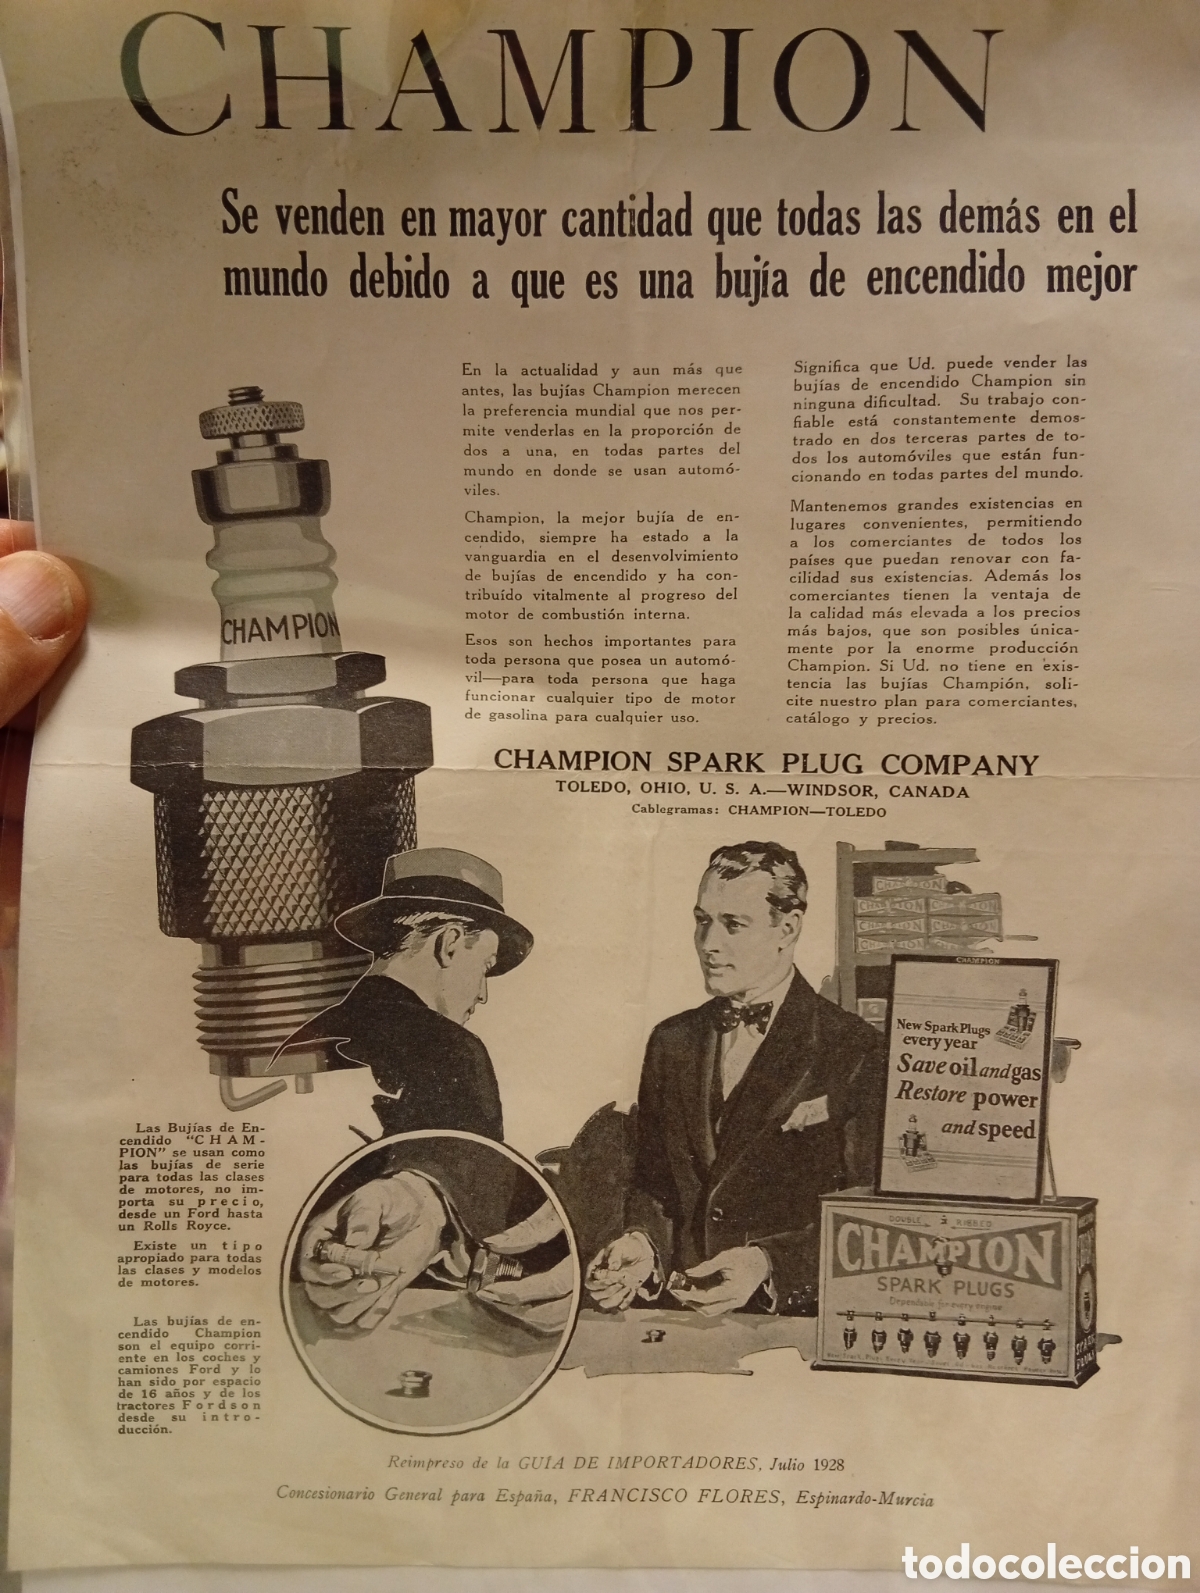 CHAMPION
Se venden en mayor cantidad que todas las demás en el
mundo debido a que es una bujía de encendido mejor
En la actualidad y aun más que
antes, las bujías Champion merecen
la preferencia mundial que nos per-
mite venderlas en la proporción de
dos a una, en todas partes del
mundo en donde se usan automó-
viles.
Champion, la mejor bujía de en-
cendido, siempre ha estado a la
vanguardia en el desenvolvimiento
de bujías de encendido y ha con-
tribuído vitalmente al progreso del
motor de combustión interna.
Esos son hechos importantes para
toda persona que posea un automó-
vil—para toda persona que haga
funcionar cualquier tipo de motor
de gasolina para cualquier uso.
Significa que Ud. puede vender las
bujías de encendido Champion sin
ninguna dificultad. Su trabajo con-
fiable está constantemente demos-
trado en dos terceras partes de to-
dos los automóviles que están fun-
cionando en todas partes del mundo.
Mantenemos grandes existencias en
lugares convenientes, permitiendo
a los comerciantes de todos los
países que puedan renovar con fa-
cilidad sus existencias. Además los
comerciantes tienen la ventaja de
la calidad más elevada a los precios
más bajos, que son posibles única-
mente por la enorme producción
Champion. Si Ud. no tiene en exis-
tencia las bujías Champión, soli-
cite nuestro plan para comerciantes,
catálogo y precios.
CHAMPION
CHAMPION SPARK PLUG COMPANY
TOLEDO, OHIO, U. S. A.—WINDSOR, CANADA
Cablegramas: CHAMPION—TOLEDO
CHAMPION
CHAMPION
CHAMPION
CHAMPION
CHAMPION
CHAMPION
New Spark Plugs
every year
Save oil and gas
Restore power
and speed
DOUBLE RIBBED
CHAMPION
SPARK PLUGS
Dependable for every engine
Las Bujías de En-
cendido "CHAM-
PION" se usan como
las bujías de serie
para todas las clases
de motores, no im-
porta su precio,
desde un Ford hasta
un Rolls Royce.
Existe un tipo
apropiado para todas
las clases y modelos
de motores.
Las bujías de en-
cendido Champion
son el equipo corri-
ente en los coches y
camiones Ford y lo
han sido por espacio
de 16 años y de los
tractores Fordson
desde su intro-
ducción.
Reimpreso de la GUÍA DE IMPORTADORES, Julio 1928
Concesionario General para España, FRANCISCO FLORES, Espinardo-Murcia
todocoleccion